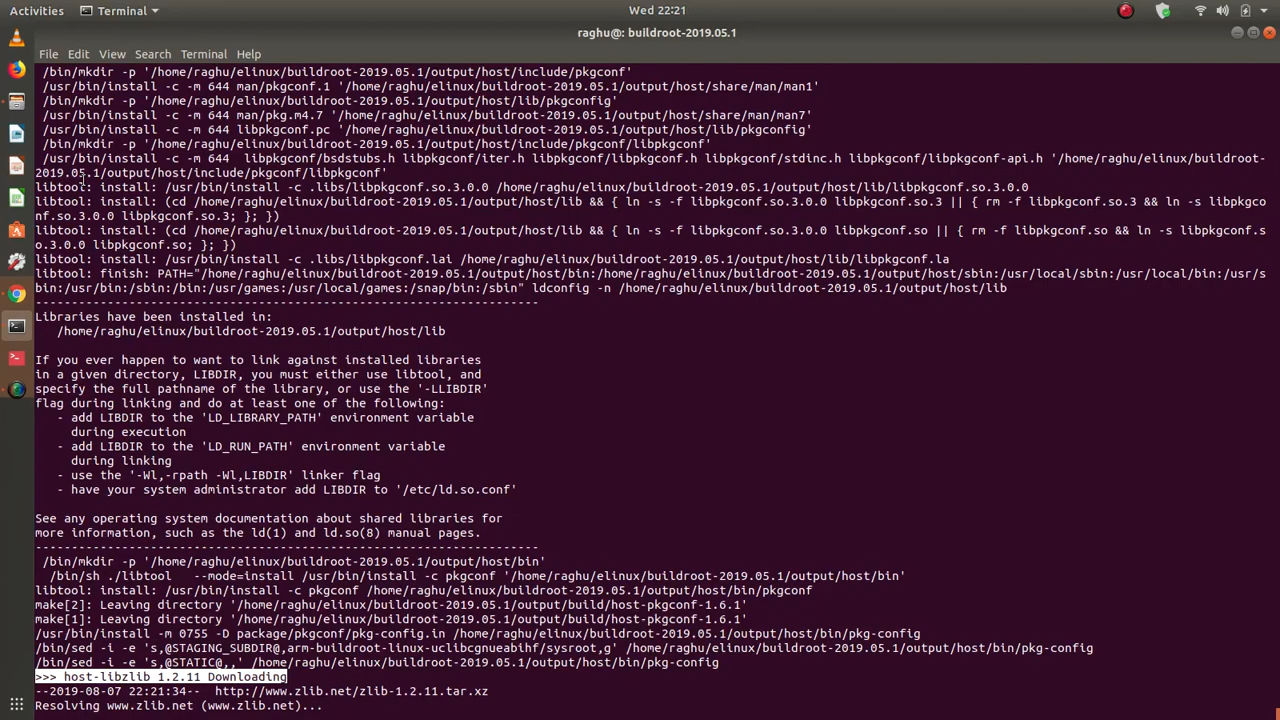 Activities
Terminal
Wed 22:21
raghu@: buildroot-2019.05.1
File Edit View Search Terminal Help
/bin/mkdir -p '/home/raghu/elinux/buildroot-2019.05.1/output/host/include/pkgconf'
/usr/bin/install -c -m 644 man/pkgconf.1 '/home/raghu/elinux/buildroot-2019.05.1/output/host/share/man/man1'
/bin/mkdir -p '/home/raghu/elinux/buildroot-2019.05.1/output/host/lib/pkgconfig'
/usr/bin/install -c -m 644 man/pkg.m4.7 '/home/raghu/elinux/buildroot-2019.05.1/output/host/share/man/man7'
/usr/bin/install -c -m 644 libpkgconf.pc '/home/raghu/elinux/buildroot-2019.05.1/output/host/lib/pkgconfig'
/bin/mkdir -p '/home/raghu/elinux/buildroot-2019.05.1/output/host/include/pkgconf/libpkgconf'
/usr/bin/install -c -m 644  libpkgconf/bsdstubs.h libpkgconf/iter.h libpkgconf/libpkgconf.h libpkgconf/stdinc.h libpkgconf/libpkgconf-api.h '/home/raghu/elinux/buildroot-
2019.05.1/output/host/include/pkgconf/libpkgconf'
libtool: install: /usr/bin/install -c .libs/libpkgconf.so.3.0.0 /home/raghu/elinux/buildroot-2019.05.1/output/host/lib/libpkgconf.so.3.0.0
libtool: install: (cd /home/raghu/elinux/buildroot-2019.05.1/output/host/lib && { ln -s -f libpkgconf.so.3.0.0 libpkgconf.so.3 || { rm -f libpkgconf.so.3 && ln -s libpkgco
nf.so.3.0.0 libpkgconf.so.3; }; })
libtool: install: (cd /home/raghu/elinux/buildroot-2019.05.1/output/host/lib && { ln -s -f libpkgconf.so.3.0.0 libpkgconf.so || { rm -f libpkgconf.so && ln -s libpkgconf.s
o.3.0.0 libpkgconf.so; }; })
libtool: install: /usr/bin/install -c .libs/libpkgconf.lai /home/raghu/elinux/buildroot-2019.05.1/output/host/lib/libpkgconf.la
libtool: finish: PATH="/home/raghu/elinux/buildroot-2019.05.1/output/host/bin:/home/raghu/elinux/buildroot-2019.05.1/output/host/sbin:/usr/local/sbin:/usr/local/bin:/usr/s
bin:/usr/bin:/sbin:/bin:/usr/games:/usr/local/games:/snap/bin:/sbin" ldconfig -n /home/raghu/elinux/buildroot-2019.05.1/output/host/lib
----------------------------------------------------------------------
Libraries have been installed in:
/home/raghu/elinux/buildroot-2019.05.1/output/host/lib
If you ever happen to want to link against installed libraries
in a given directory, LIBDIR, you must either use libtool, and
specify the full pathname of the library, or use the '-LLIBDIR'
flag during linking and do at least one of the following:
- add LIBDIR to the 'LD_LIBRARY_PATH' environment variable
during execution
- add LIBDIR to the 'LD_RUN_PATH' environment variable
during linking
- use the '-Wl,-rpath -Wl,LIBDIR' linker flag
- have your system administrator add LIBDIR to '/etc/ld.so.conf'
See any operating system documentation about shared libraries for
more information, such as the ld(1) and ld.so(8) manual pages.
----------------------------------------------------------------------
/bin/mkdir -p '/home/raghu/elinux/buildroot-2019.05.1/output/host/bin'
/bin/sh ./libtool   --mode=install /usr/bin/install -c pkgconf '/home/raghu/elinux/buildroot-2019.05.1/output/host/bin'
libtool: install: /usr/bin/install -c pkgconf /home/raghu/elinux/buildroot-2019.05.1/output/host/bin/pkgconf
make[2]: Leaving directory '/home/raghu/elinux/buildroot-2019.05.1/output/build/host-pkgconf-1.6.1'
make[1]: Leaving directory '/home/raghu/elinux/buildroot-2019.05.1/output/build/host-pkgconf-1.6.1'
/usr/bin/install -m 0755 -D package/pkgconf/pkg-config.in /home/raghu/elinux/buildroot-2019.05.1/output/host/bin/pkg-config
/bin/sed -i -e 's,@STAGING_SUBDIR@,arm-buildroot-linux-uclibcgnueabihf/sysroot,g' /home/raghu/elinux/buildroot-2019.05.1/output/host/bin/pkg-config
/bin/sed -i -e 's,@STATIC@,,' /home/raghu/elinux/buildroot-2019.05.1/output/host/bin/pkg-config
>>> host-libzlib 1.2.11 Downloading
--2019-08-07 22:21:34--  http://www.zlib.net/zlib-1.2.11.tar.xz
Resolving www.zlib.net (www.zlib.net)...